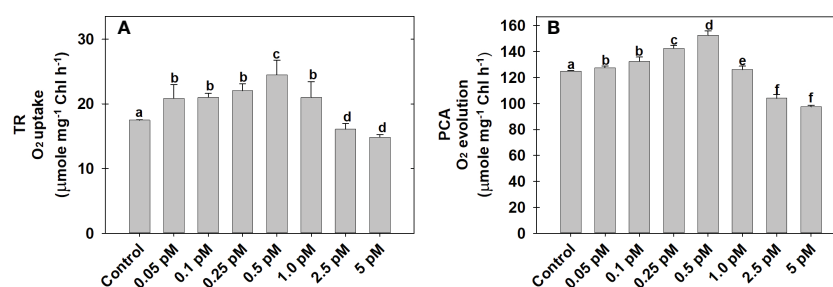 A
TR
O2 uptake
(μmole mg-1 Chl h-1)
30
20
10
0
a
b
b
b
c
b
d
d
Control
0.05 pM
0.1 pM
0.25 pM
0.5 pM
1.0 pM
2.5 pM
5 pM
B
PCA
O2 evolution
(μmole mg-1 Chl h-1)
160
140
120
100
80
60
40
20
0
a
b
b
c
d
e
f
f
Control
0.05 pM
0.1 pM
0.25 pM
0.5 pM
1.0 pM
2.5 pM
5 pM